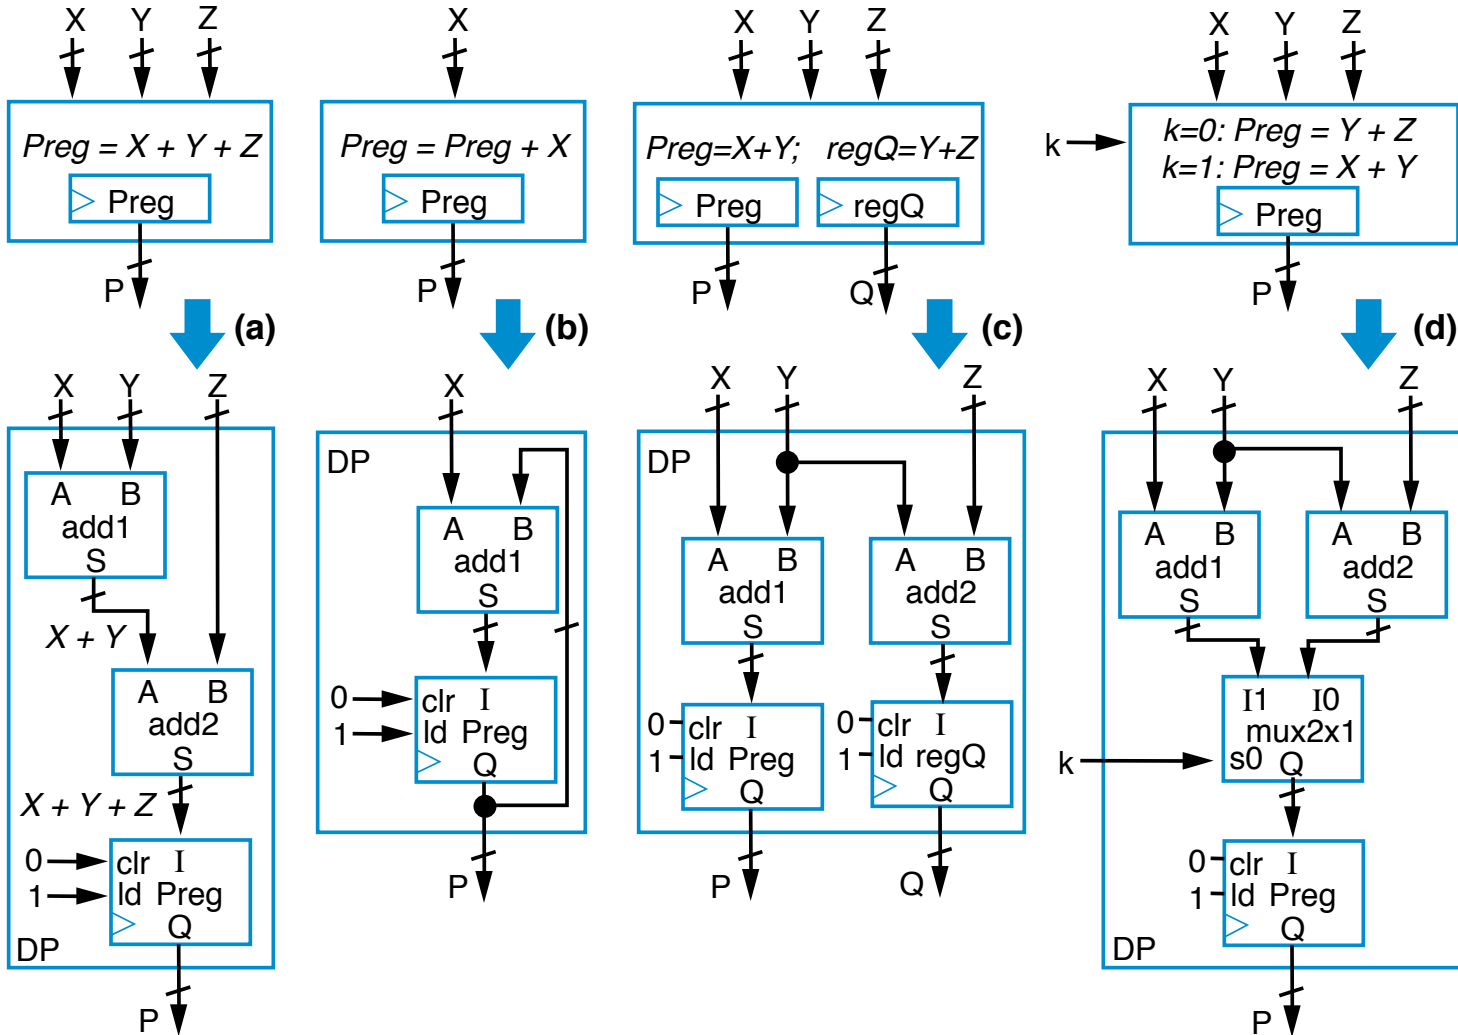 X Y Z
Preg = X + Y + Z
Preg
P
(a)
X Y Z
A B
add1
S
X + Y
A B
add2
S
X + Y + Z
0 clr I
1 ld Preg
Q
DP
P
X
Preg = Preg + X
Preg
P
(b)
X
DP
A B
add1
S
0 clr I
1 ld Preg
Q
P
X Y Z
Preg=X+Y; regQ=Y+Z
Preg regQ
P Q
(c)
X Y Z
DP
A B A B
add1 add2
S S
0 clr I 0 clr I
1 ld Preg 1 ld regQ
Q Q
P Q
X Y Z
k
k=0: Preg = Y + Z
k=1: Preg = X + Y
Preg
P
(d)
X Y Z
A B A B
add1 add2
S S
I1 I0
mux2x1
k s0 Q
0 clr I
1 ld Preg
Q
DP
P